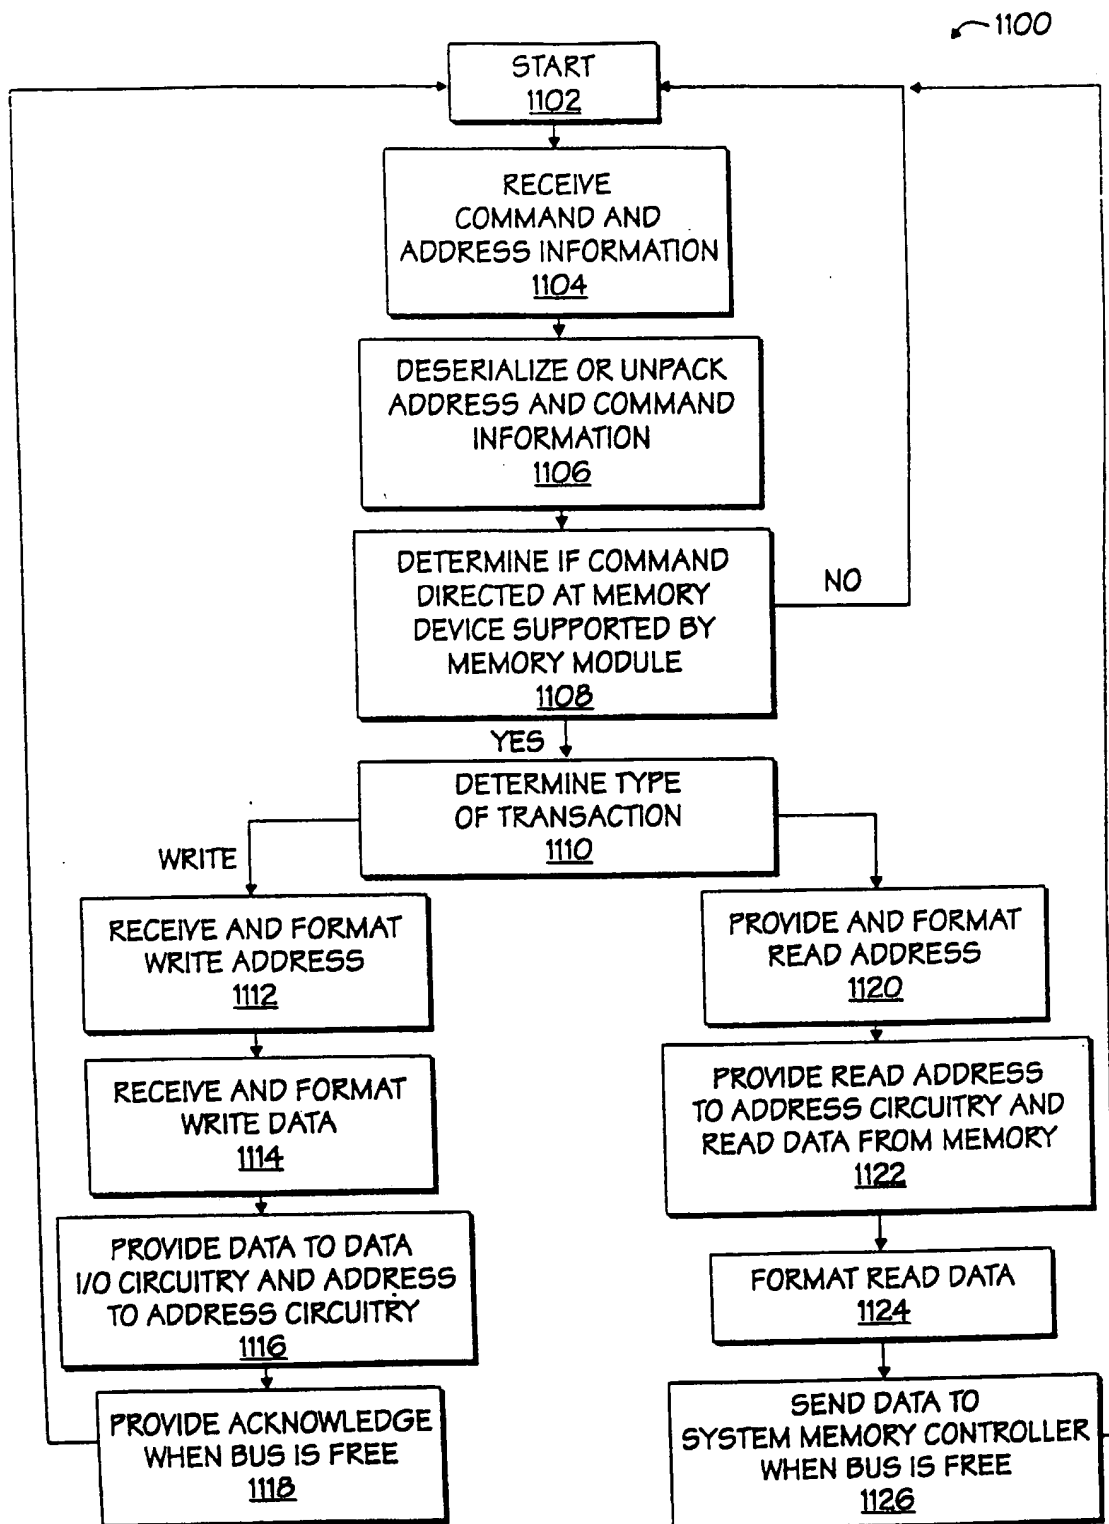 1100
START
1102
RECEIVE
COMMAND AND
ADDRESS INFORMATION
1104
DESERIALIZE OR UNPACK
ADDRESS AND COMMAND
INFORMATION
1106
DETERMINE IF COMMAND
DIRECTED AT MEMORY
DEVICE SUPPORTED BY
MEMORY MODULE
1108
NO
YES
DETERMINE TYPE
OF TRANSACTION
1110
WRITE
RECEIVE AND FORMAT
WRITE ADDRESS
1112
RECEIVE AND FORMAT
WRITE DATA
1114
PROVIDE DATA TO DATA
I/O CIRCUITRY AND ADDRESS
TO ADDRESS CIRCUITRY
1116
PROVIDE ACKNOWLEDGE
WHEN BUS IS FREE
1118
PROVIDE AND FORMAT
READ ADDRESS
1120
PROVIDE READ ADDRESS
TO ADDRESS CIRCUITRY AND
READ DATA FROM MEMORY
1122
FORMAT READ DATA
1124
SEND DATA TO
SYSTEM MEMORY CONTROLLER
WHEN BUS IS FREE
1126